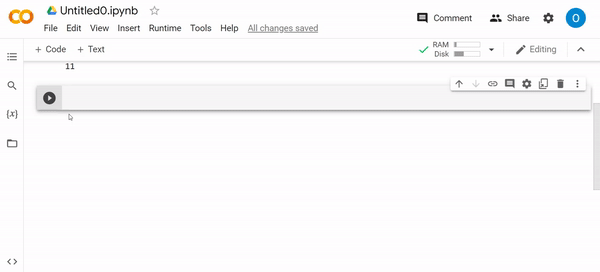 Untitled0.ipynb
Comment
Share
O
File Edit View Insert Runtime Tools Help All changes saved
+ Code + Text
RAM
Disk
Editing
11
{x}